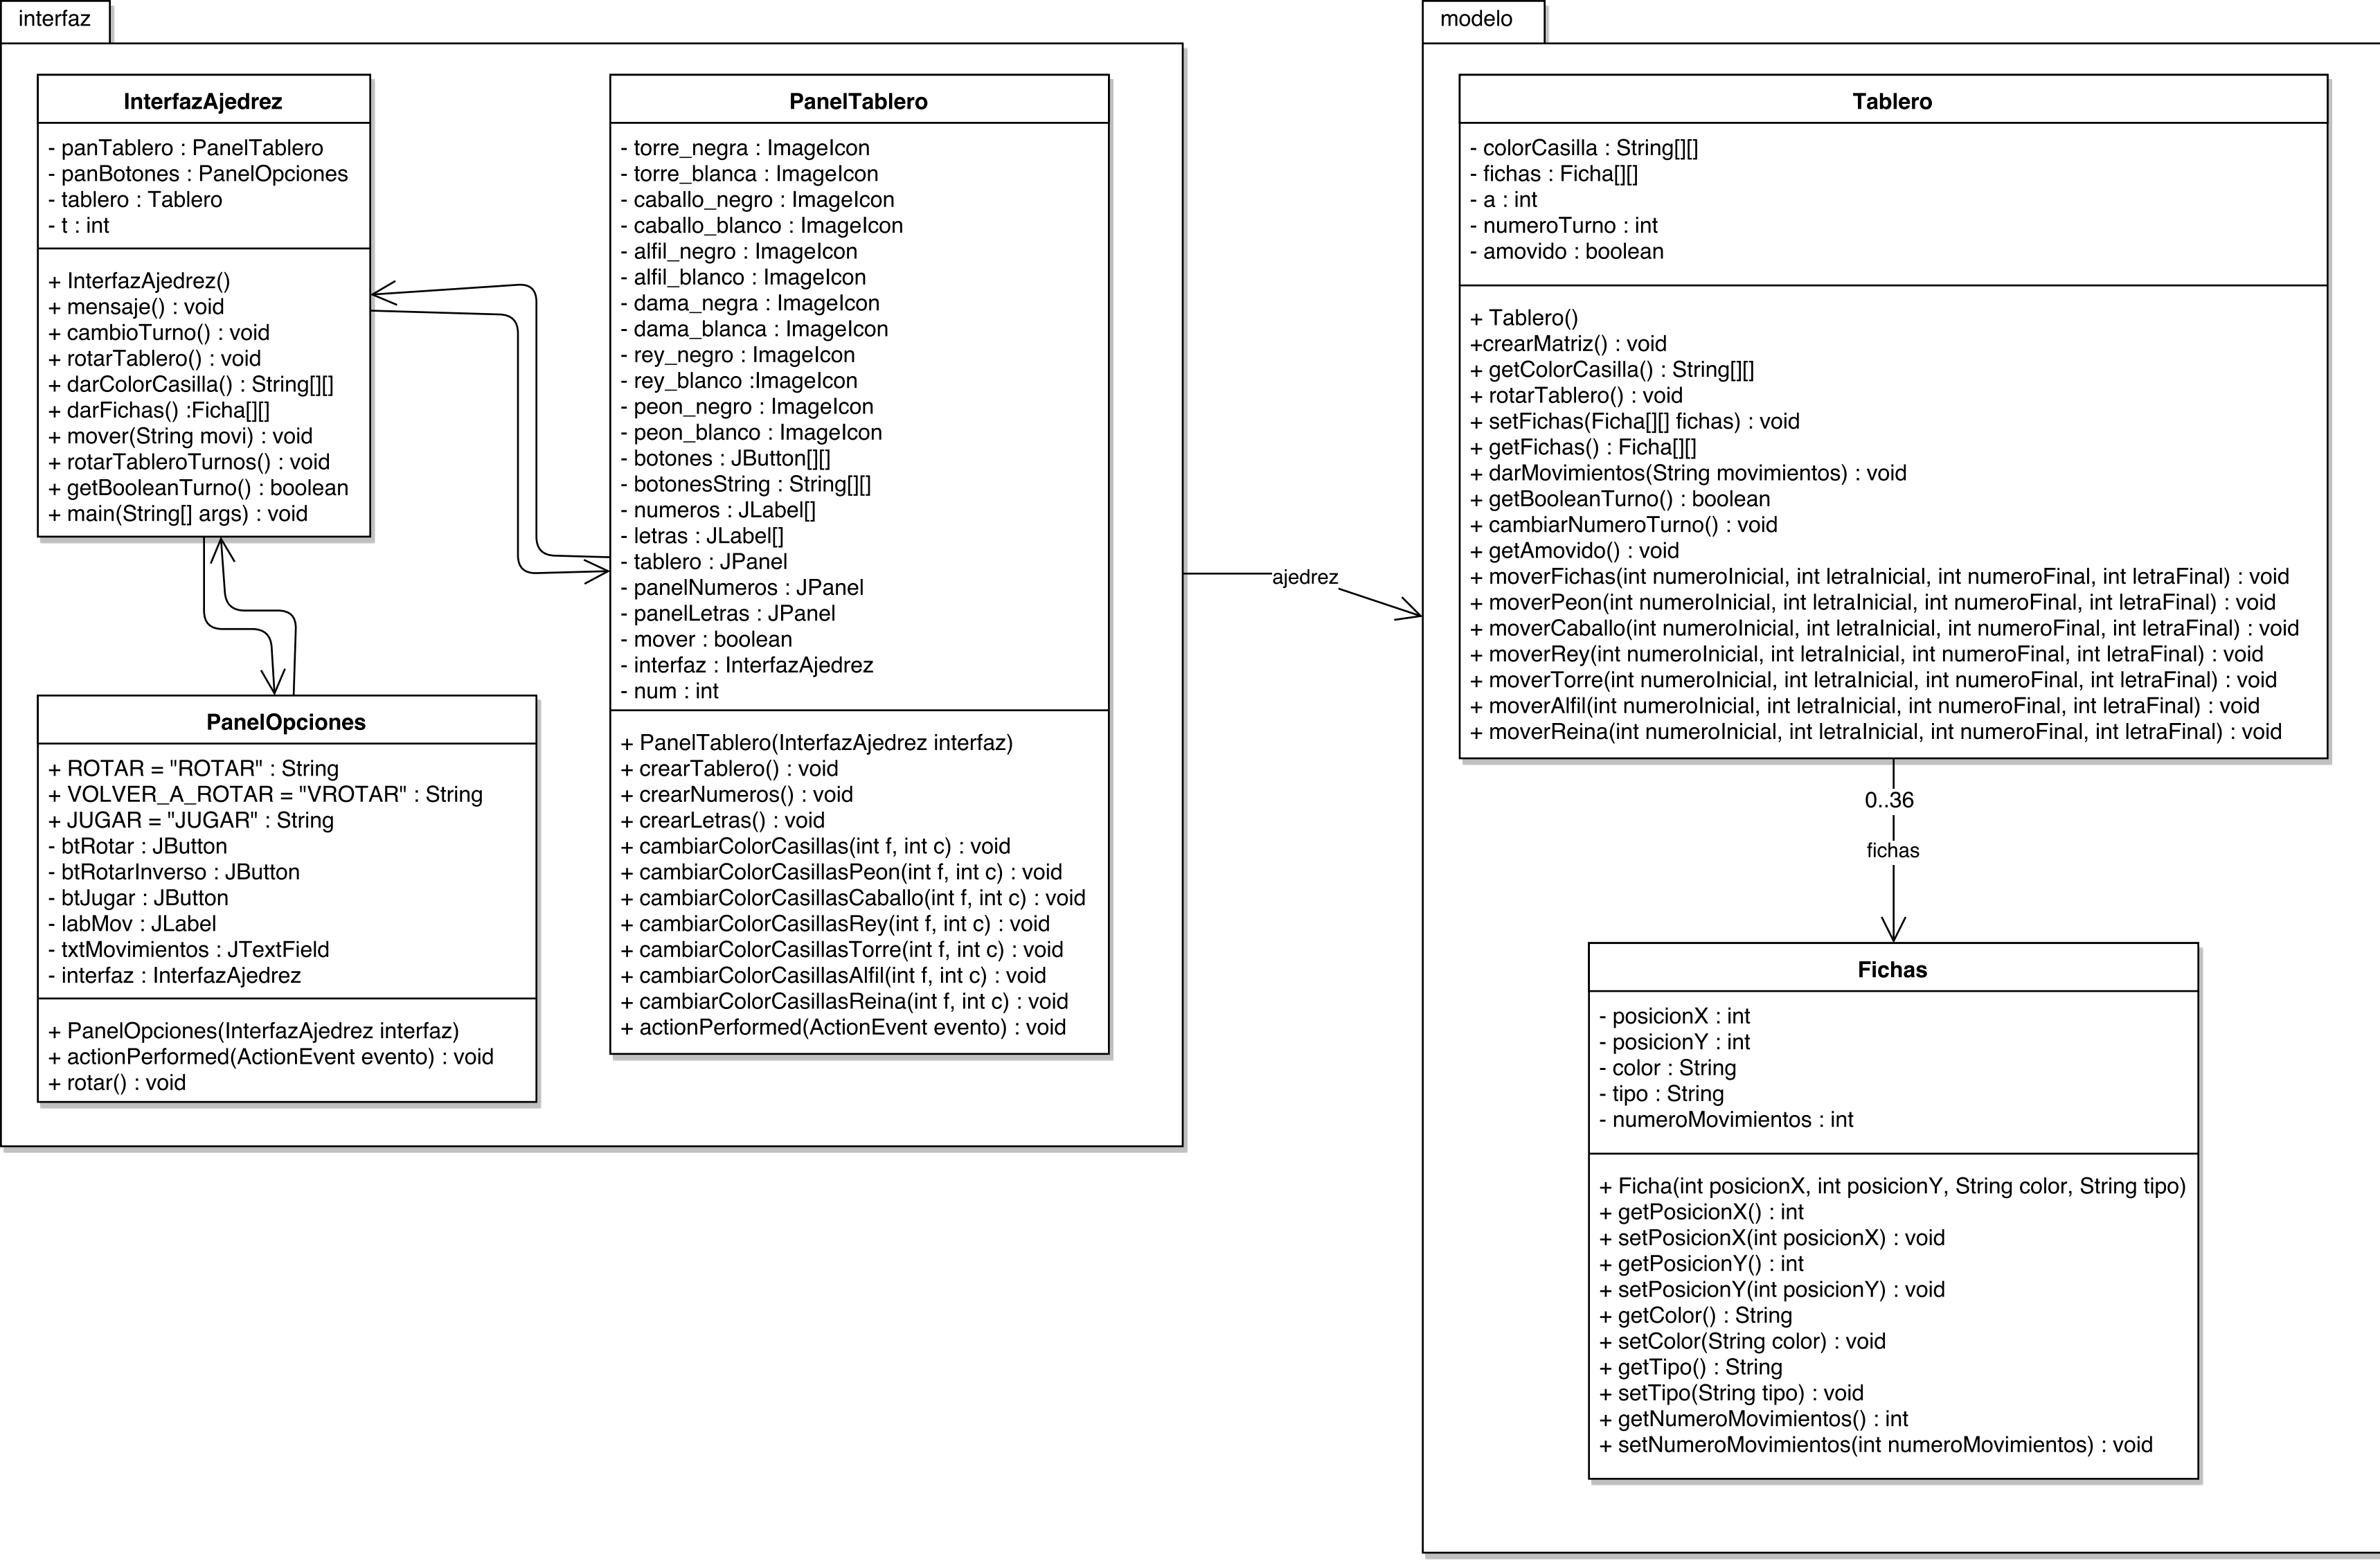 interfaz
InterfazAjedrez
- panTablero : PanelTablero
- panBotones : PanelOpciones
- tablero : Tablero
- t : int
+ InterfazAjedrez()
+ mensaje() : void
+ cambioTurno() : void
+ rotarTablero() : void
+ darColorCasilla() : String[][]
+ darFichas() :Ficha[][]
+ mover(String movi) : void
+ rotarTableroTurnos() : void
+ getBooleanTurno() : boolean
+ main(String[] args) : void
PanelOpciones
+ ROTAR = "ROTAR" : String
+ VOLVER_A_ROTAR = "VROTAR" : String
+ JUGAR = "JUGAR" : String
- btRotar : JButton
- btRotarInverso : JButton
- btJugar : JButton
- labMov : JLabel
- txtMovimientos : JTextField
- interfaz : InterfazAjedrez
+ PanelOpciones(InterfazAjedrez interfaz)
+ actionPerformed(ActionEvent evento) : void
+ rotar() : void
PanelTablero
- torre_negra : ImageIcon
- torre_blanca : ImageIcon
- caballo_negro : ImageIcon
- caballo_blanco : ImageIcon
- alfil_negro : ImageIcon
- alfil_blanco : ImageIcon
- dama_negra : ImageIcon
- dama_blanca : ImageIcon
- rey_negro : ImageIcon
- rey_blanco :ImageIcon
- peon_negro : ImageIcon
- peon_blanco : ImageIcon
- botones : JButton[][]
- botonesString : String[][]
- numeros : JLabel[]
- letras : JLabel[]
- tablero : JPanel
- panelNumeros : JPanel
- panelLetras : JPanel
- mover : boolean
- interfaz : InterfazAjedrez
- num : int
+ PanelTablero(InterfazAjedrez interfaz)
+ crearTablero() : void
+ crearNumeros() : void
+ crearLetras() : void
+ cambiarColorCasillas(int f, int c) : void
+ cambiarColorCasillasPeon(int f, int c) : void
+ cambiarColorCasillasCaballo(int f, int c) : void
+ cambiarColorCasillasRey(int f, int c) : void
+ cambiarColorCasillasTorre(int f, int c) : void
+ cambiarColorCasillasAlfil(int f, int c) : void
+ cambiarColorCasillasReina(int f, int c) : void
+ actionPerformed(ActionEvent evento) : void
ajedrez
modelo
Tablero
- colorCasilla : String[][]
- fichas : Ficha[][]
- a : int
- numeroTurno : int
- amovido : boolean
+ Tablero()
+crearMatriz() : void
+ getColorCasilla() : String[][]
+ rotarTablero() : void
+ setFichas(Ficha[][] fichas) : void
+ getFichas() : Ficha[][]
+ darMovimientos(String movimientos) : void
+ getBooleanTurno() : boolean
+ cambiarNumeroTurno() : void
+ getAmovido() : void
+ moverFichas(int numeroInicial, int letraInicial, int numeroFinal, int letraFinal) : void
+ moverPeon(int numeroInicial, int letraInicial, int numeroFinal, int letraFinal) : void
+ moverCaballo(int numeroInicial, int letraInicial, int numeroFinal, int letraFinal) : void
+ moverRey(int numeroInicial, int letraInicial, int numeroFinal, int letraFinal) : void
+ moverTorre(int numeroInicial, int letraInicial, int numeroFinal, int letraFinal) : void
+ moverAlfil(int numeroInicial, int letraInicial, int numeroFinal, int letraFinal) : void
+ moverReina(int numeroInicial, int letraInicial, int numeroFinal, int letraFinal) : void
0..36
fichas
Fichas
- posicionX : int
- posicionY : int
- color : String
- tipo : String
- numeroMovimientos : int
+ Ficha(int posicionX, int posicionY, String color, String tipo)
+ getPosicionX() : int
+ setPosicionX(int posicionX) : void
+ getPosicionY() : int
+ setPosicionY(int posicionY) : void
+ getColor() : String
+ setColor(String color) : void
+ getTipo() : String
+ setTipo(String tipo) : void
+ getNumeroMovimientos() : int
+ setNumeroMovimientos(int numeroMovimientos) : void